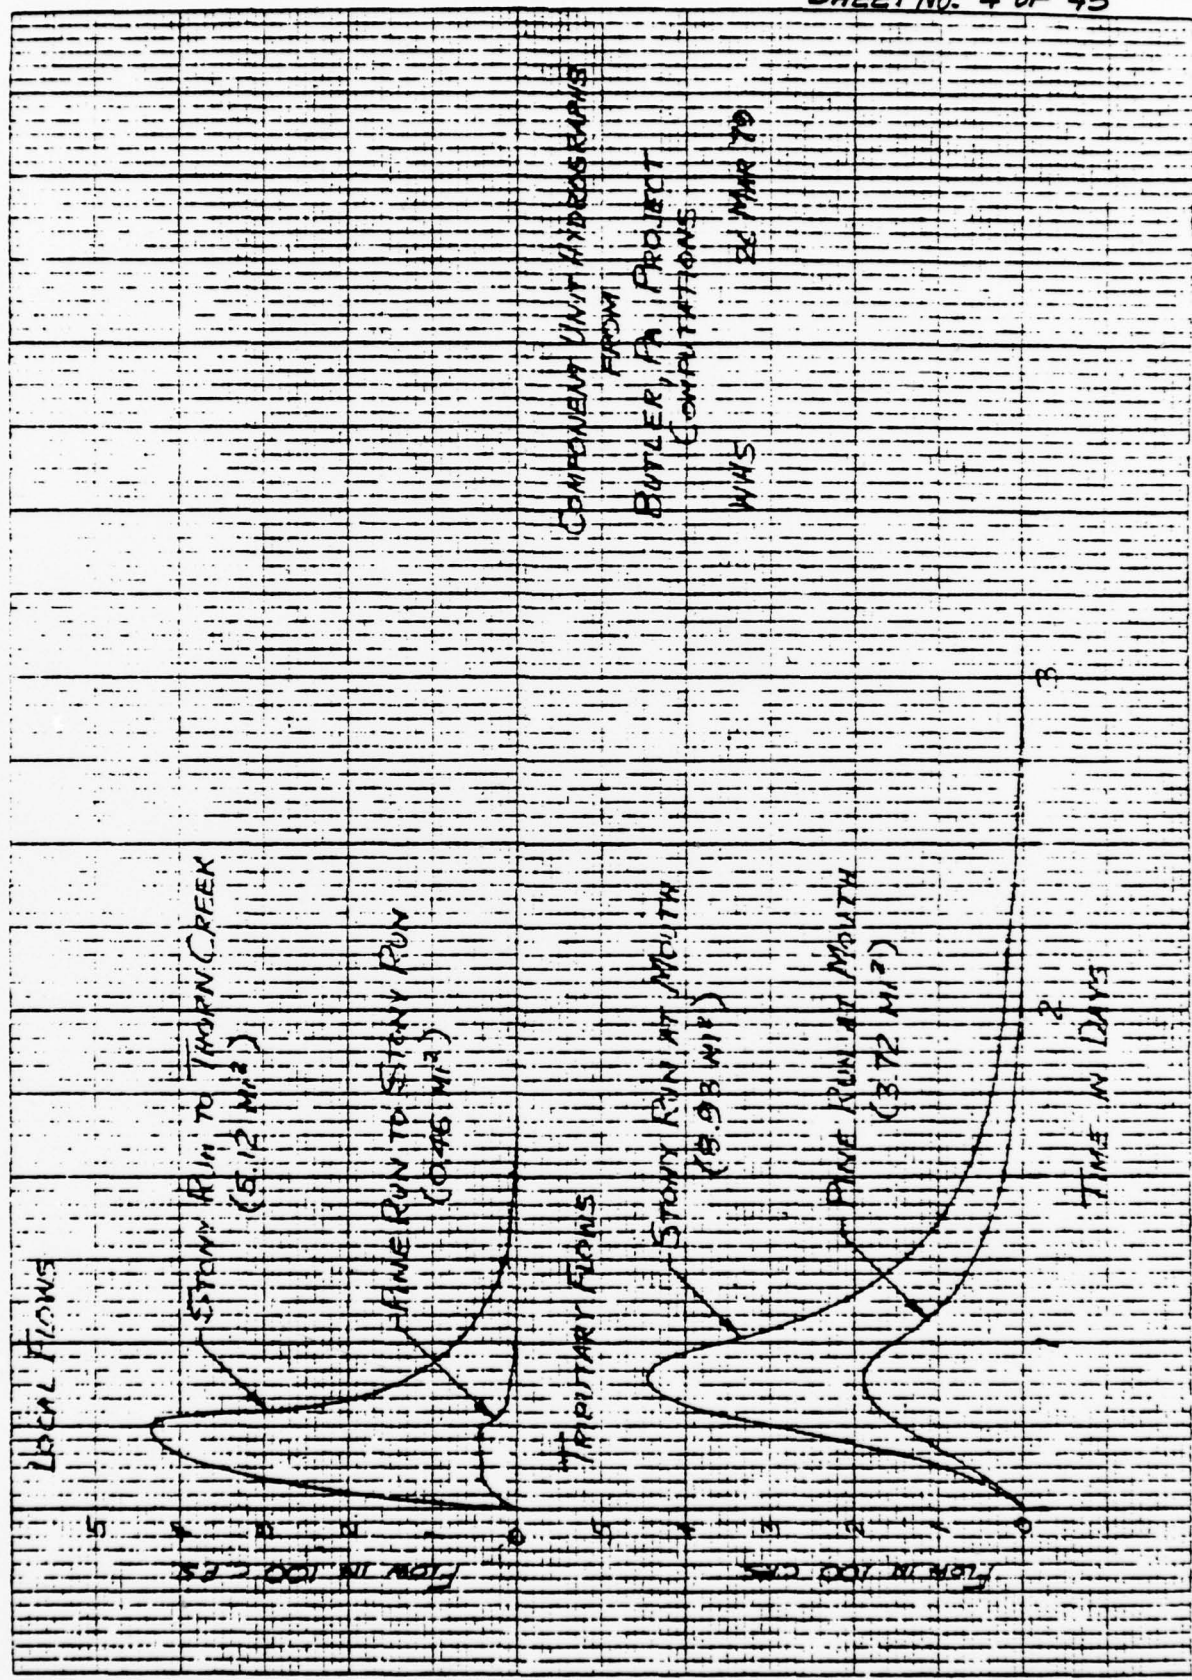 SHEET NO. 4 OF 45
LOCAL FLOWS
STONY RUN TO THORN CREEK
(5.12 MI²)
PINE RUN TO STONY RUN
(0.46 MI²)
5
4
3
2
1
0
FLOW IN 100 CFS
TRIBUTARY FLOWS
STONY RUN AT MOUTH
(8.93 MI²)
PINE RUN AT MOUTH
(3.72 MI²)
5
4
3
2
1
0
FLOW IN 100 CFS
1
2
3
TIME IN DAYS
COMPONENT UNIT HYDROGRAPHS
FROM
BUTLER, PA. PROJECT
COMPUTATIONS
WHS MAR 79